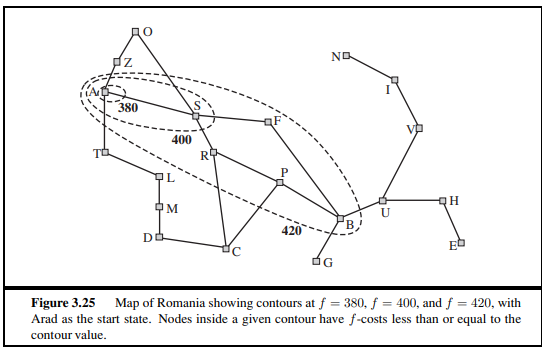 O
N
Z
I
A
380
S
F
V
400
R
T
P
L
H
M
U
B
420
D
E
C
G
Figure 3.25 Map of Romania showing contours at f = 380, f = 400, and f = 420, with
Arad as the start state. Nodes inside a given contour have f-costs less than or equal to the
contour value.